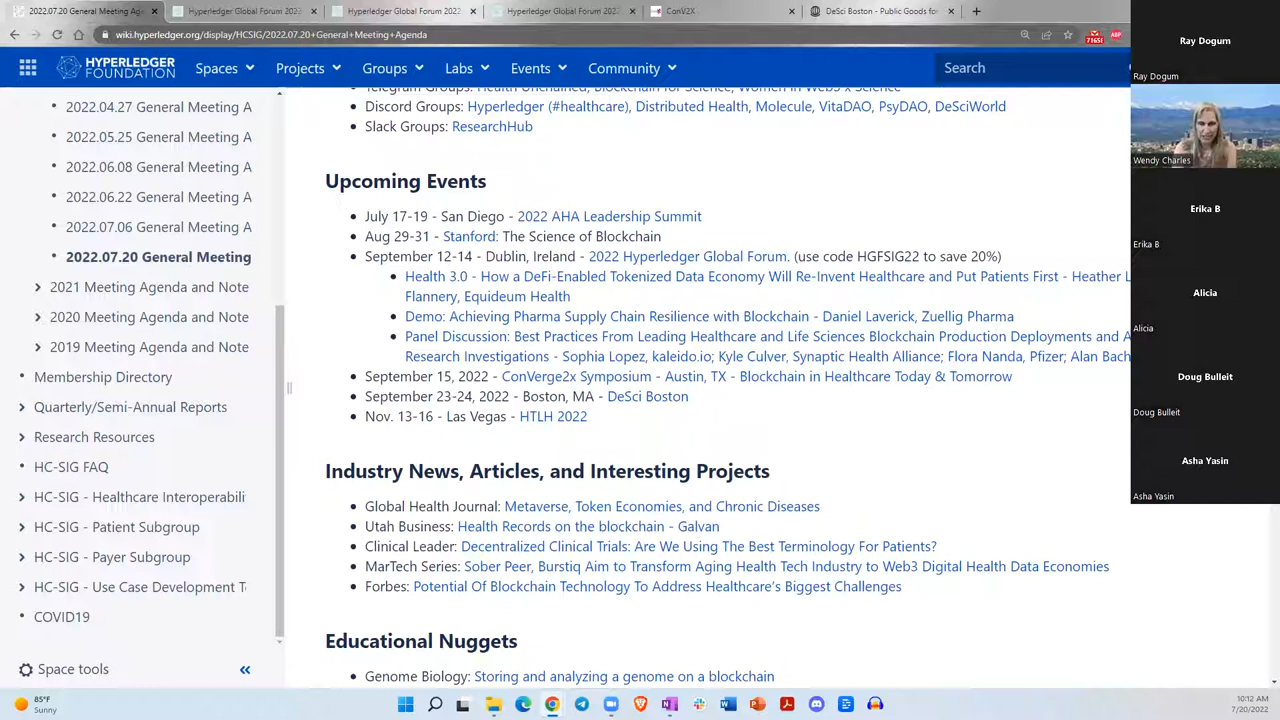 2022.07.20 General Meeting Age
Hyperledger Global Forum 2022
Hyperledger Global Forum 2022
Hyperledger Global Forum 2022
ConV2X
DeSci Boston - Public Goods fo
wiki.hyperledger.org/display/HCSIG/2022.07.20+General+Meeting+Agenda
HYPERLEDGER FOUNDATION
Spaces
Projects
Groups
Labs
Events
Community
Search
2022.04.27 General Meeting A
2022.05.25 General Meeting A
2022.06.08 General Meeting A
2022.06.22 General Meeting A
2022.07.06 General Meeting A
2022.07.20 General Meeting
2021 Meeting Agenda and Note
2020 Meeting Agenda and Note
2019 Meeting Agenda and Note
Membership Directory
Quarterly/Semi-Annual Reports
Research Resources
HC-SIG FAQ
HC-SIG - Healthcare Interoperabili
HC-SIG - Patient Subgroup
HC-SIG - Payer Subgroup
HC-SIG - Use Case Development T
COVID19
Space tools
Telegram Groups: Health Unchained, Blockchain for Science, Women in Web3 x Science
Discord Groups: Hyperledger (#healthcare), Distributed Health, Molecule, VitaDAO, PsyDAO, DeSciWorld
Slack Groups: ResearchHub
Upcoming Events
July 17-19 - San Diego - 2022 AHA Leadership Summit
Aug 29-31 - Stanford: The Science of Blockchain
September 12-14 - Dublin, Ireland - 2022 Hyperledger Global Forum. (use code HGFSIG22 to save 20%)
Health 3.0 - How a DeFi-Enabled Tokenized Data Economy Will Re-Invent Healthcare and Put Patients First - Heather L
Flannery, Equideum Health
Demo: Achieving Pharma Supply Chain Resilience with Blockchain - Daniel Laverick, Zuellig Pharma
Panel Discussion: Best Practices From Leading Healthcare and Life Sciences Blockchain Production Deployments and A
Research Investigations - Sophia Lopez, kaleido.io; Kyle Culver, Synaptic Health Alliance; Flora Nanda, Pfizer; Alan Bach
September 15, 2022 - ConVerge2x Symposium - Austin, TX - Blockchain in Healthcare Today & Tomorrow
September 23-24, 2022 - Boston, MA - DeSci Boston
Nov. 13-16 - Las Vegas - HTLH 2022
Industry News, Articles, and Interesting Projects
Global Health Journal: Metaverse, Token Economies, and Chronic Diseases
Utah Business: Health Records on the blockchain - Galvan
Clinical Leader: Decentralized Clinical Trials: Are We Using The Best Terminology For Patients?
MarTech Series: Sober Peer, Burstiq Aim to Transform Aging Health Tech Industry to Web3 Digital Health Data Economies
Forbes: Potential Of Blockchain Technology To Address Healthcare's Biggest Challenges
Educational Nuggets
Genome Biology: Storing and analyzing a genome on a blockchain
Ray Dogum
Ray Dogum
Wendy Charles
Erika B
Erika B
Alicia
Alicia
Doug Bulleit
Doug Bulleit
Asha Yasin
Asha Yasin
85°F
Sunny
10:12 AM
7/20/2022